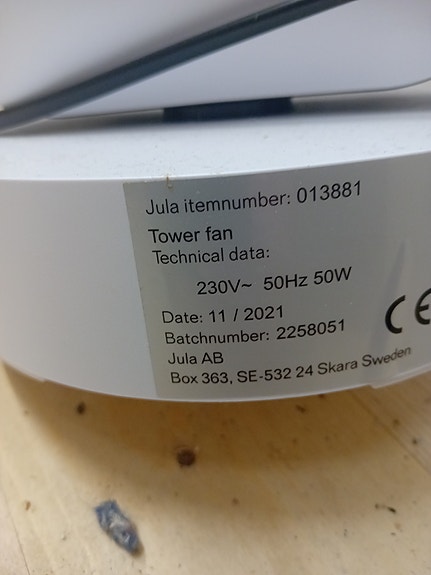 Jula itemnumber: 013881
Tower fan
Technical data:
230V~ 50Hz 50W
Date: 11 / 2021
Batchnumber: 2258051
Jula AB
Box 363, SE-532 24 Skara Sweden
CE